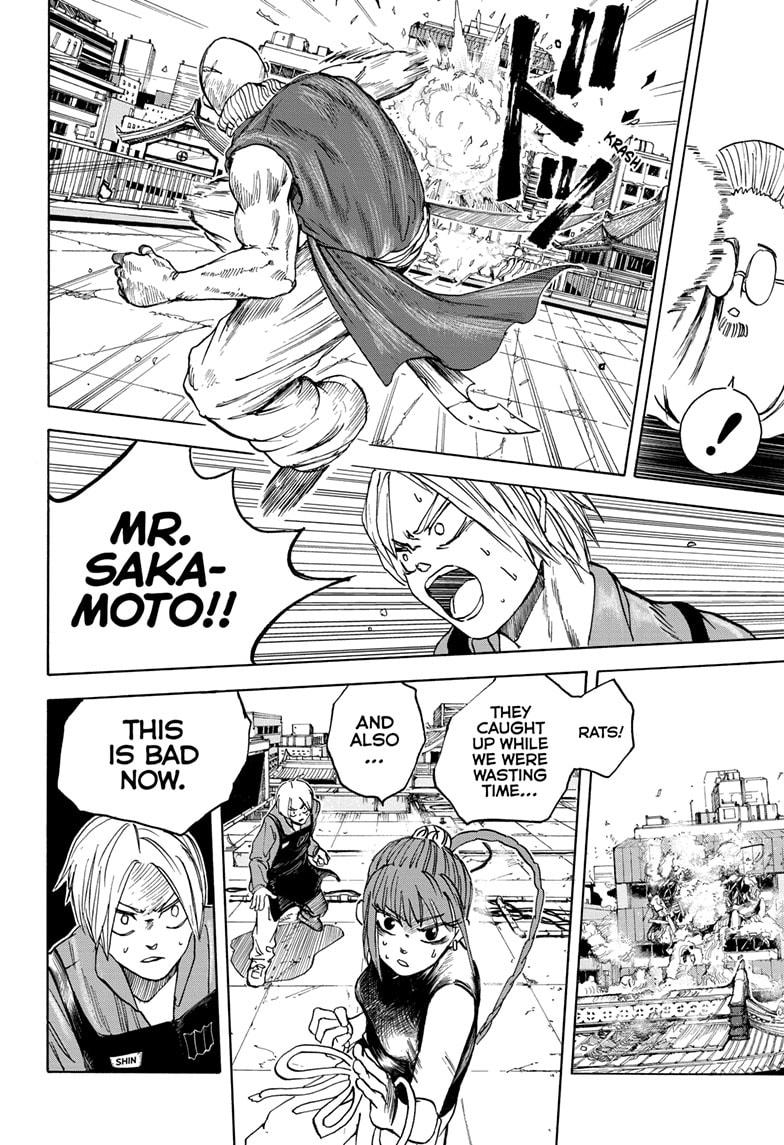 !
ドドッ
KRASH
MR.
SAKA-
MOTO!!
RATS!
THEY
CAUGHT
UP WHILE
WE WERE
WASTING
TIME...
AND
ALSO
...
THIS
IS BAD
NOW.
SHIN